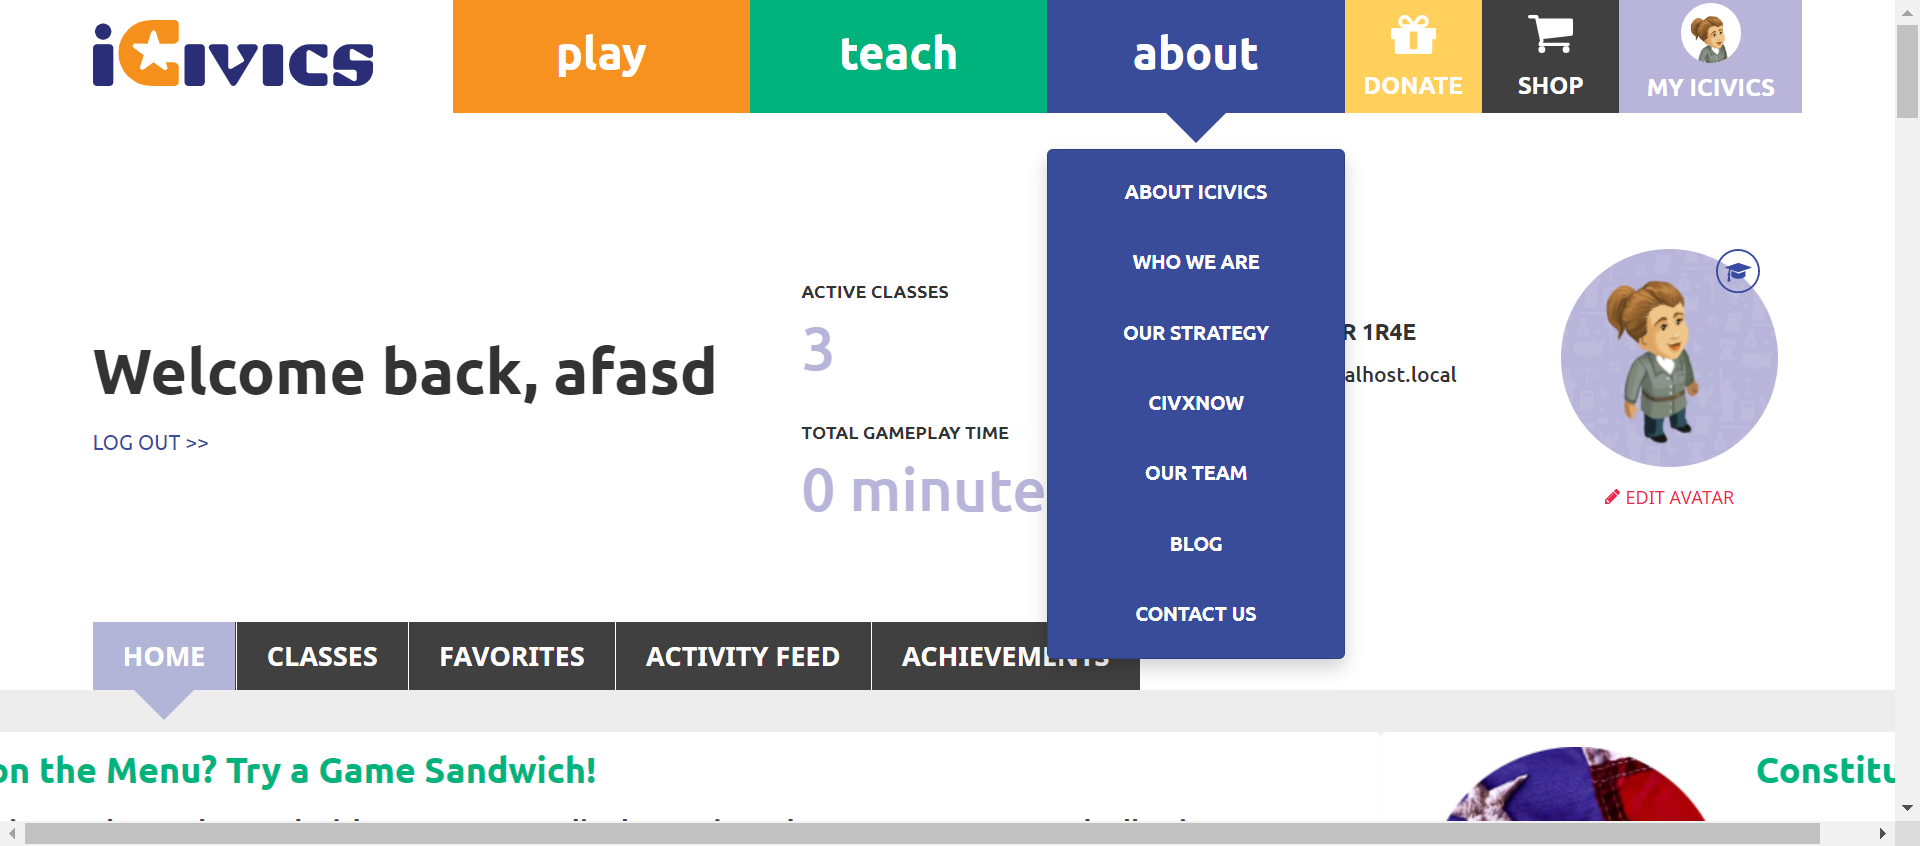 iCivics
play
teach
about
DONATE
SHOP
MY ICIVICS
ABOUT ICIVICS
WHO WE ARE
OUR STRATEGY
CIVXNOW
OUR TEAM
BLOG
CONTACT US
Welcome back, afasd
LOG OUT >>
ACTIVE CLASSES
3
TOTAL GAMEPLAY TIME
0 minute
R 1R4E
alhost.local
EDIT AVATAR
HOME
CLASSES
FAVORITES
ACTIVITY FEED
ACHIEVEMENTS
on the Menu? Try a Game Sandwich!
Constitu